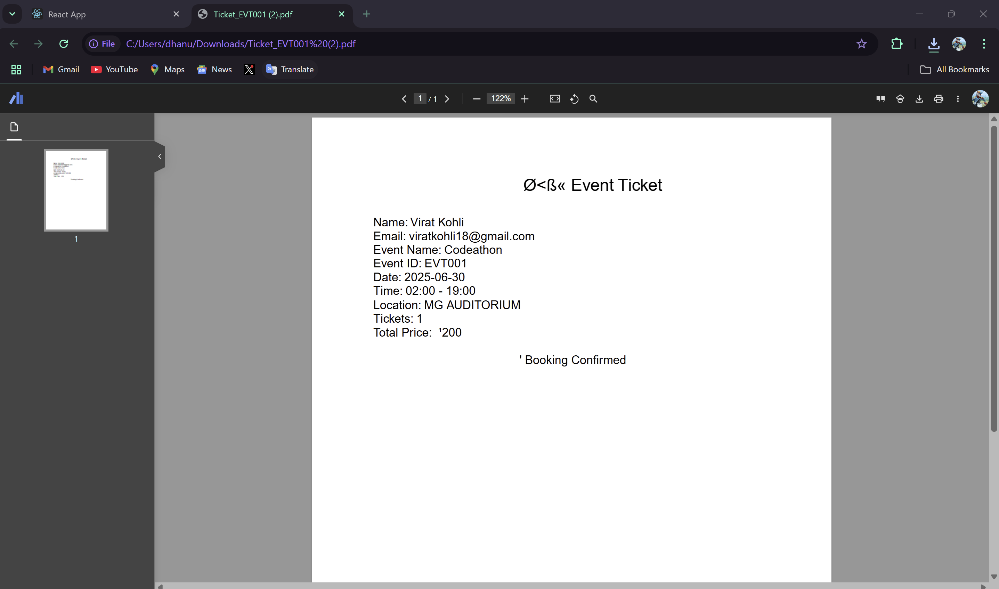 React App
Ticket_EVT001 (2).pdf
File
C:/Users/dhanu/Downloads/Ticket_EVT001%20(2).pdf
Gmail
YouTube
Maps
News
Translate
All Bookmarks
1 / 1
122%
1
Ø<ß« Event Ticket
Name: Virat Kohli
Email: viratkohli18@gmail.com
Event Name: Codeathon
Event ID: EVT001
Date: 2025-06-30
Time: 02:00 - 19:00
Location: MG AUDITORIUM
Tickets: 1
Total Price: ¹200
' Booking Confirmed